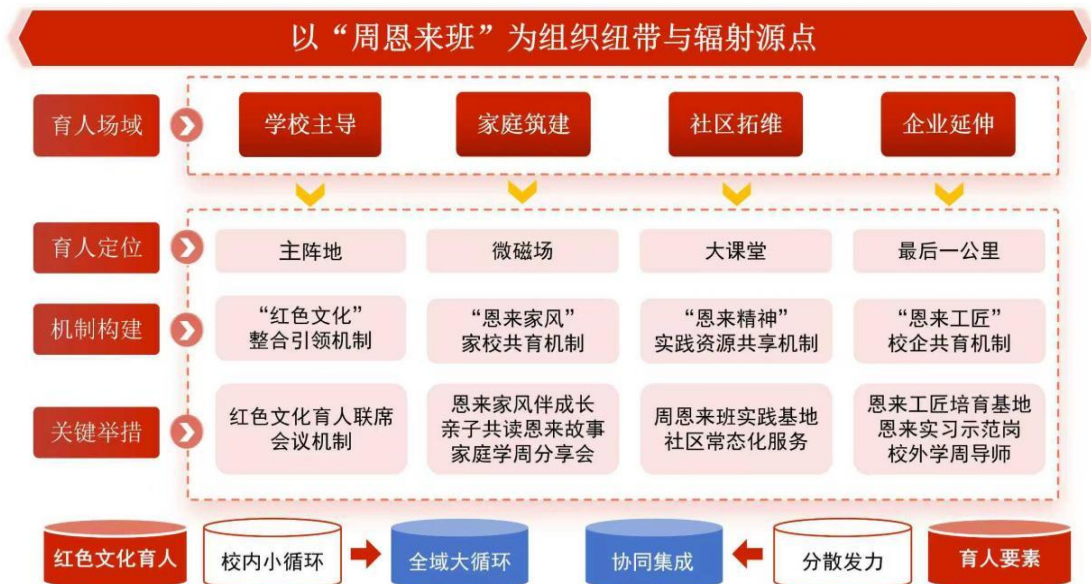 以“周恩来班”为组织纽带与辐射源点
育人场域
学校主导
家庭筑建
社区拓维
企业延伸
育人定位
主阵地
微磁场
大课堂
最后一公里
机制构建
“红色文化”
整合引领机制
“恩来家风”
家校共育机制
“恩来精神”
实践资源共享机制
“恩来工匠”
校企共育机制
关键举措
红色文化育人联席
会议机制
恩来家风伴成长
亲子共读恩来故事
家庭学周分享会
周恩来班实践基地
社区常态化服务
恩来工匠培育基地
恩来实习示范岗
校外学周导师
红色文化育人
校内小循环
全域大循环
协同集成
分散发力
育人要素